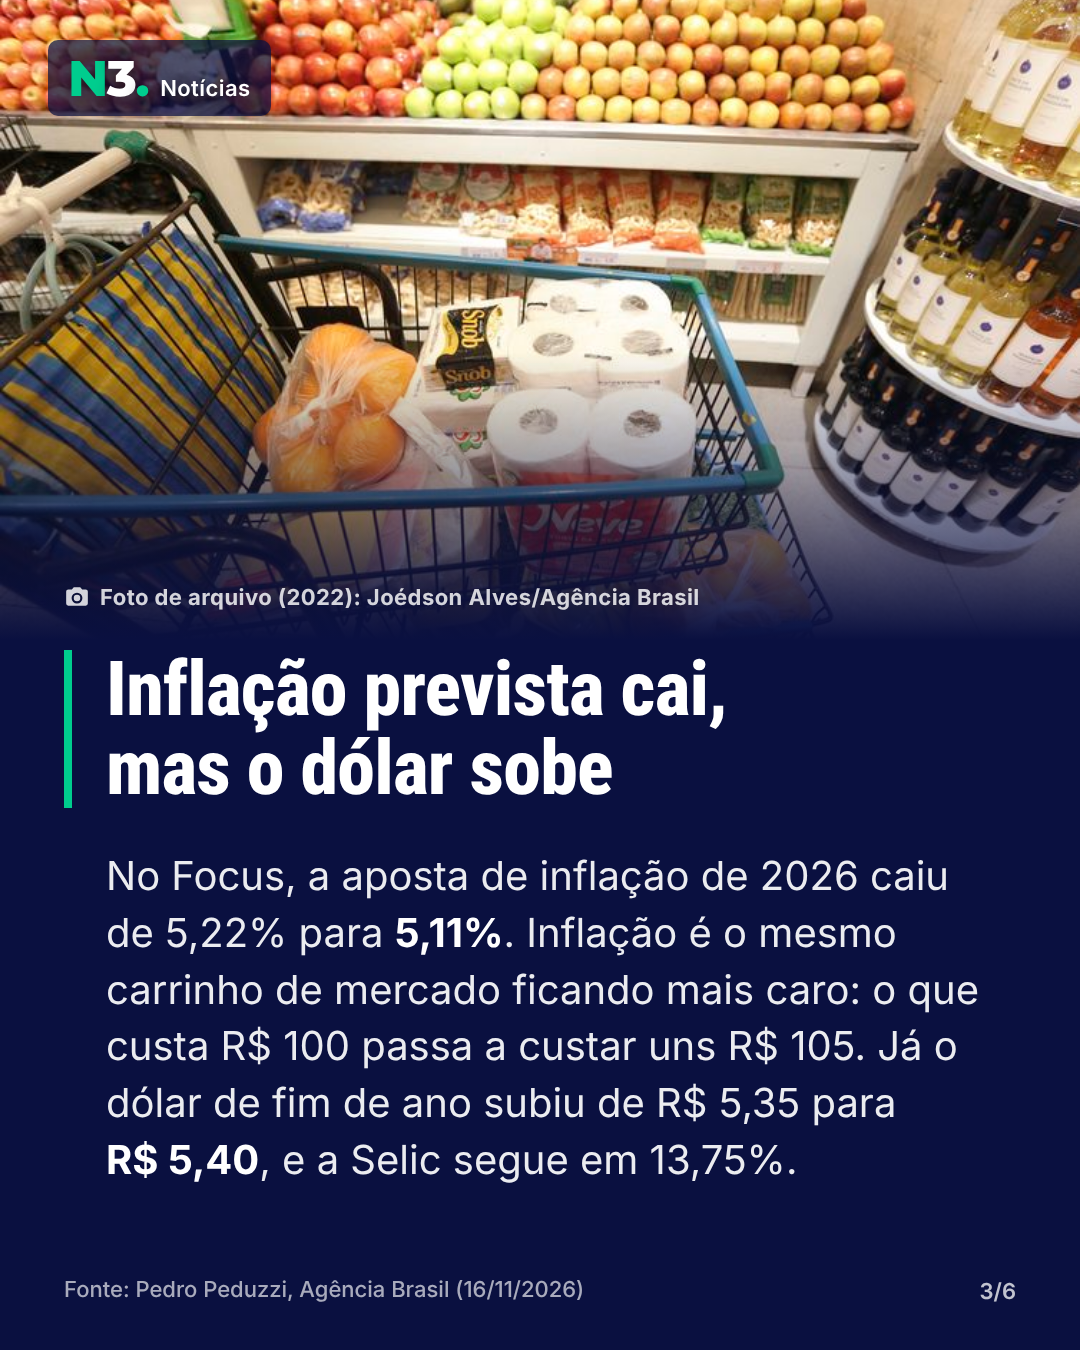 N3. Notícias
Snob
Snob
Neve
Foto de arquivo (2022): Joédson Alves/Agência Brasil
Inflação prevista cai,
mas o dólar sobe
No Focus, a aposta de inflação de 2026 caiu
de 5,22% para 5,11%. Inflação é o mesmo
carrinho de mercado ficando mais caro: o que
custa R$ 100 passa a custar uns R$ 105. Já o
dólar de fim de ano subiu de R$ 5,35 para
R$ 5,40, e a Selic segue em 13,75%.
Fonte: Pedro Peduzzi, Agência Brasil (16/11/2026)
3/6